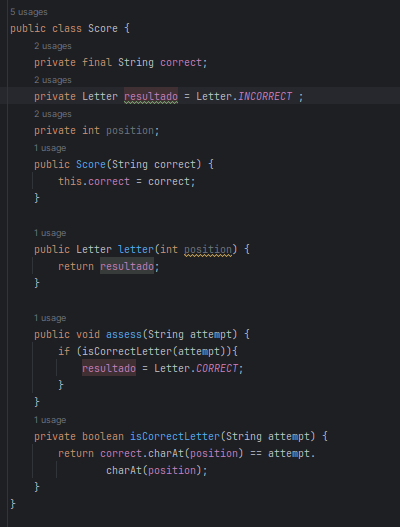 5 usages
public class Score {
2 usages
private final String correct;
2 usages
private Letter resultado = Letter.INCORRECT ;
2 usages
private int position;
1 usage
public Score(String correct) {
this.correct = correct;
}
1 usage
public Letter letter(int position) {
return resultado;
}
1 usage
public void assess(String attempt) {
if (isCorrectLetter(attempt)){
resultado = Letter.CORRECT;
}
}
1 usage
private boolean isCorrectLetter(String attempt) {
return correct.charAt(position) == attempt.
charAt(position);
}
}